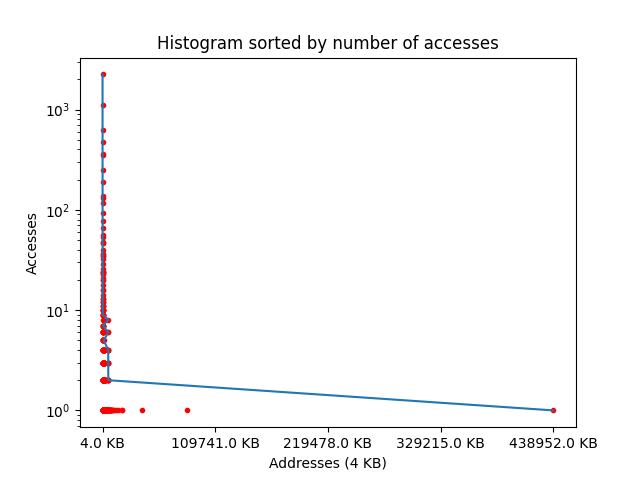 Histogram sorted by number of accesses
Accesses
10³
10²
10¹
10⁰
4.0 KB 109741.0 KB 219478.0 KB 329215.0 KB 438952.0 KB
Addresses (4 KB)